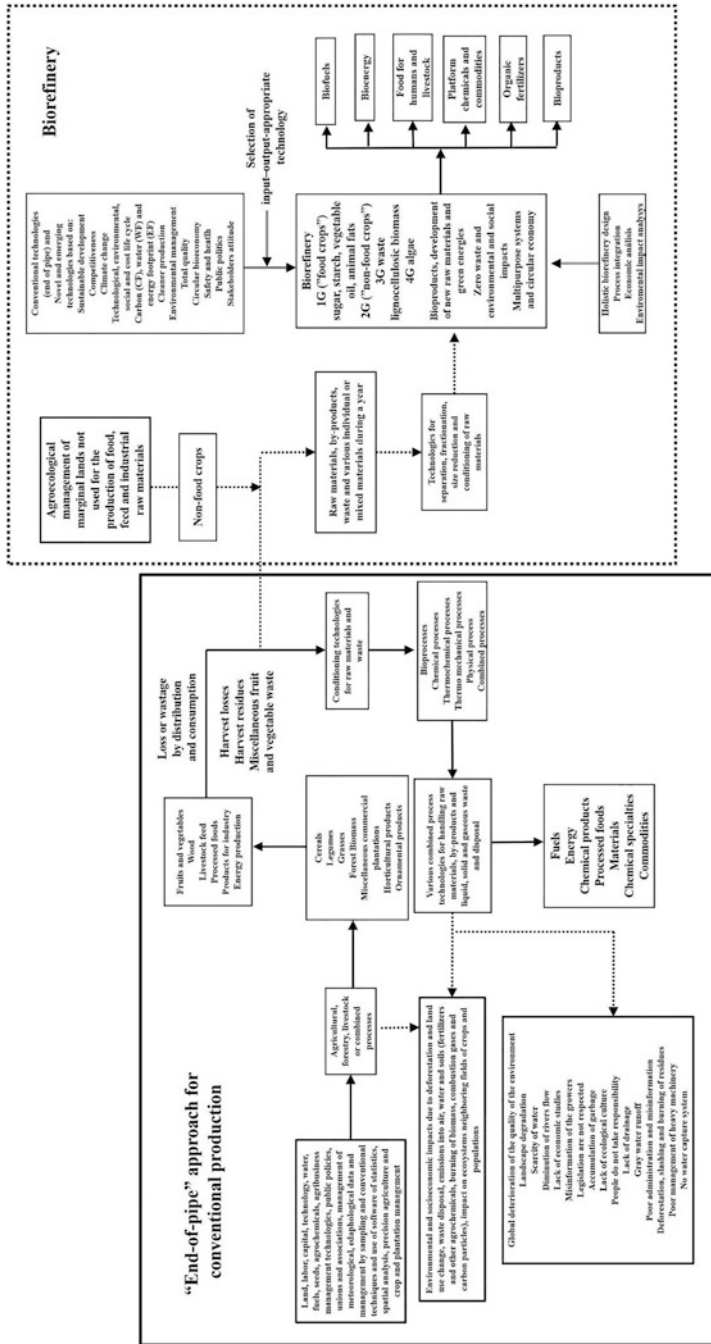 “End-of-pipe” approach for
conventional production
Land, labor, capital, technology, water,
fuels, seeds, agrochemicals, agribusiness
management technologies, public policies,
unions and associations, management of
meteorological, edaphological data and
management by sampling and conventional
techniques and use of software of statistics,
spatial analysis, precision agriculture and
crop and plantation management
Agricultural,
forestry, livestock
or combined
processes
Cereals
Legumes
Grasses
Forest Biomass
Miscellaneous commercial
plantations
Horticultural products
Ornamental products
Fruits and vegetables
Wood
Livestock feed
Processed foods
Products for industry
Energy production
Loss or wastage
by distribution
and consumption
Harvest losses
Harvest residues
Miscellaneous fruit
and vegetable waste
Conditioning technologies
for raw materials and
waste
Bioprocesses
Chemical processes
Thermochemical processes
Thermo mechanical processes
Physical process
Combined processes
Various combined process
technologies for handling raw
materials, by-products and
liquid, solid and gaseous waste
and disposal
Fuels
Energy
Chemical products
Processed foods
Materials
Chemical specialties
Commodities
Environmental and socioeconomic impacts due to deforestation and land
use change, waste disposal, emissions into air, water and soils (fertilizers
and other agrochemicals, burning of biomass, combustion gases and
carbon particles), impact on ecosystems neighboring fields of crops and
populations
Global deterioration of the quality of the environment
Landscape degradation
Scarcity of water
Diminution of rivers flow
Lack of economic studies
Misinformation of the growers
Legislation are not respected
Accumulation of garbage
Lack of ecological culture
People do not take responsibility
Lack of drainage
Gray water runoff
Poor administration and misinformation
Deforestation, slashing and burning of residues
Poor management of heavy machinery
No water capture system
Biorefinery
Agroecological
management of
marginal lands not
used for the
production of food,
feed and industrial
raw materials
Non-food crops
Raw materials, by-products,
waste and various individual or
mixed materials during a year
Technologies for
separation, fractionation,
size reduction and
conditioning of raw
materials
Conventional technologies
(end of pipe) and
Novel and emerging
technologies based on:
Sustainable development
Competitiveness
Climate change
Technological, environmental,
social and cost life cycle
Carbon (CF), water (WF) and
energy footprint (EF)
Cleaner production
Environmental management
Total quality
Circular bioeconomy
Safety and health
Public politics
Stakeholders attitude
Selection of
input–output-appropriate
technology
Biorefinery
1G (”food crops”)
sugar, starch, vegetable
oil, animal fats
2G (”non-food crops”)
3G waste
lignocellulosic biomass
4G algae
Bioproducts, development
of new raw materials and
green energies
Zero waste and
environmental and social
impacts
Multipurpose systems
and circular economy
Holistic biorefinery design
Process integration
Economic análisis
Enviromental impact analysys
Biofuels
Bioenergy
Food for
humans and
livestock
Platform
chemicals and
commodities
Organic
fertilizers
Bioproducts